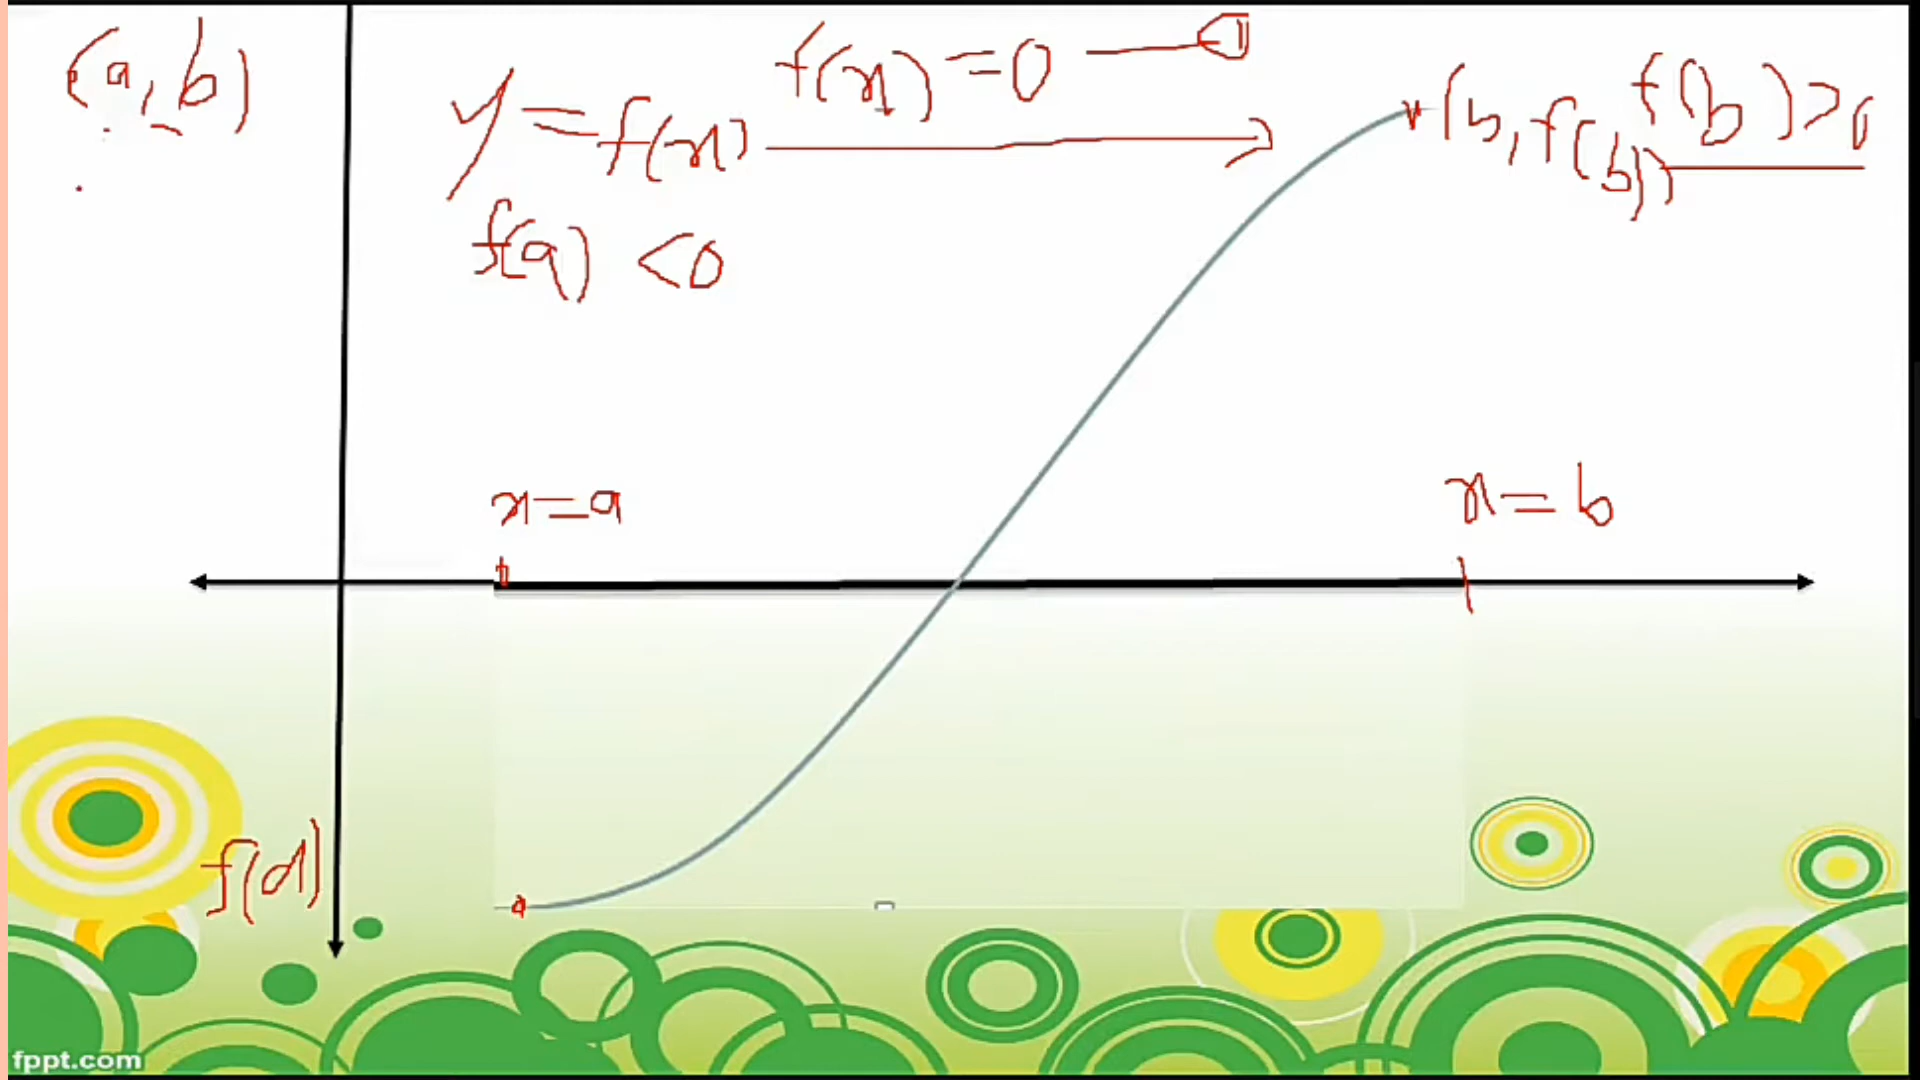 (a, b)
f(x) = 0 — 1
y = f(x)
f(b) > 0
(b, f(b))
f(a) < 0
x = a
x = b
f(a)
fppt.com